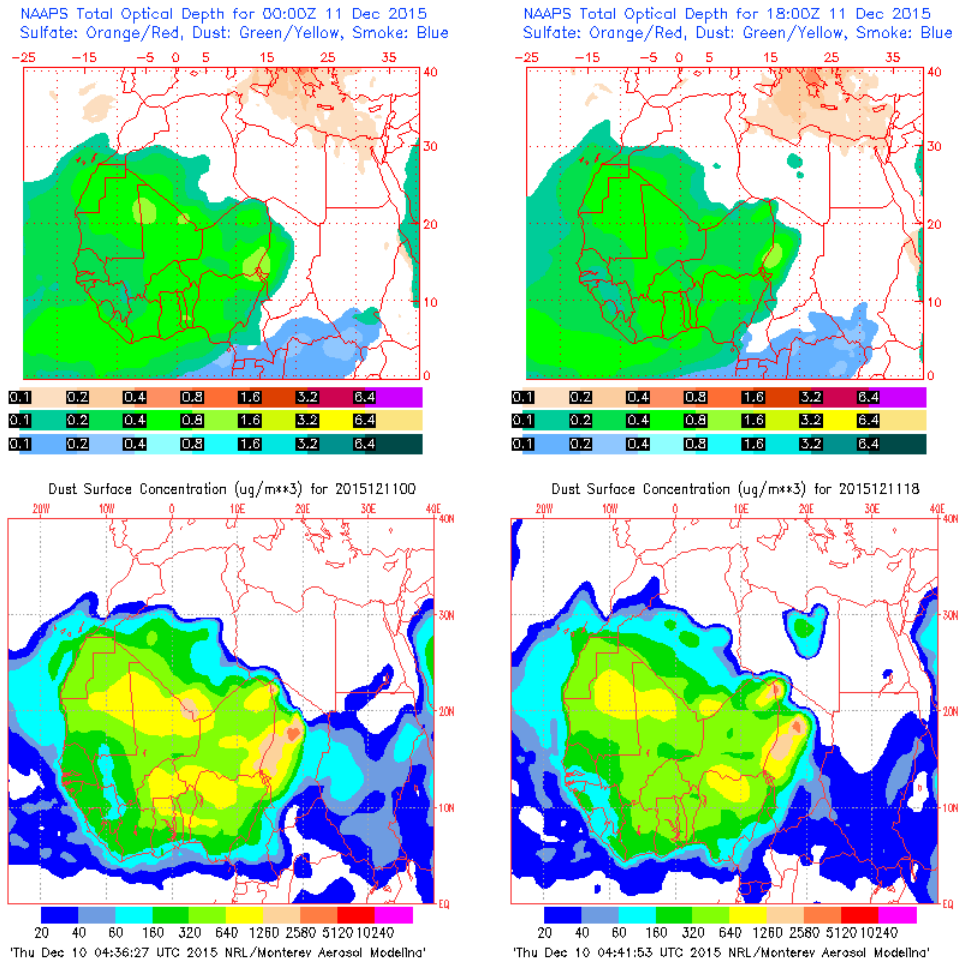 NAAPS Total Optical Depth for 00:00Z 11 Dec 2015
Sulfate: Orange/Red, Dust: Green/Yellow, Smoke: Blue
-25 -15 -5 0 5 15 25 35
40
30
20
10
0
0.1 0.2 0.4 0.8 1.6 3.2 6.4
0.1 0.2 0.4 0.8 1.6 3.2 6.4
0.1 0.2 0.4 0.8 1.6 3.2 6.4
NAAPS Total Optical Depth for 18:00Z 11 Dec 2015
Sulfate: Orange/Red, Dust: Green/Yellow, Smoke: Blue
-25 -15 -5 0 5 15 25 35
40
30
20
10
0
0.1 0.2 0.4 0.8 1.6 3.2 6.4
0.1 0.2 0.4 0.8 1.6 3.2 6.4
0.1 0.2 0.4 0.8 1.6 3.2 6.4
Dust Surface Concentration (ug/m**3) for 2015121100
20W 10W 0 10E 20E 30E 40E
40N
30N
20N
10N
EQ
20 40 60 160 320 640 1260 2580 5120 10240
'Thu Dec 10 04:36:27 UTC 2015 NRL/Monterey Aerosol Modeling'
Dust Surface Concentration (ug/m**3) for 2015121118
20W 10W 0 10E 20E 30E 40E
40N
30N
20N
10N
EQ
20 40 60 160 320 640 1260 2580 5120 10240
'Thu Dec 10 04:41:53 UTC 2015 NRL/Monterey Aerosol Modeling'